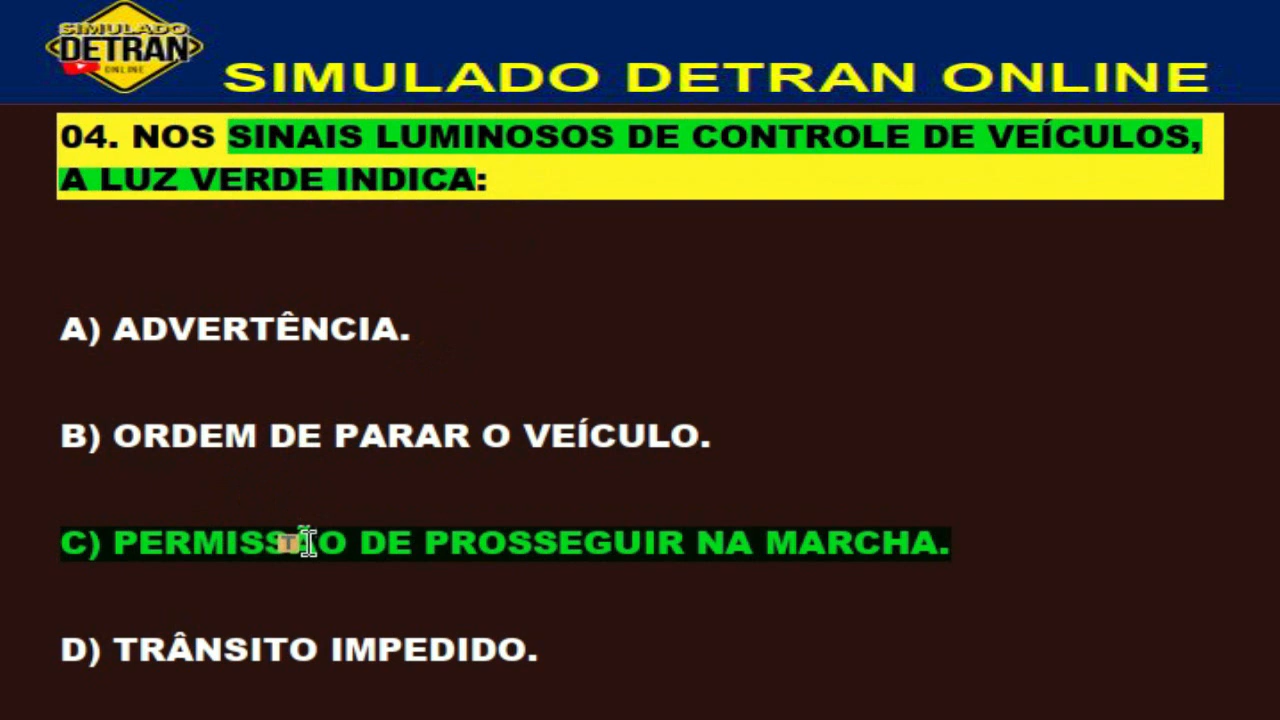 SIMULADO
DETRAN
ONLINE
SIMULADO DETRAN ONLINE
04. NOS SINAIS LUMINOSOS DE CONTROLE DE VEÍCULOS,
A LUZ VERDE INDICA:
A) ADVERTÊNCIA.
B) ORDEM DE PARAR O VEÍCULO.
C) PERMISSÃO DE PROSSEGUIR NA MARCHA.
D) TRÂNSITO IMPEDIDO.